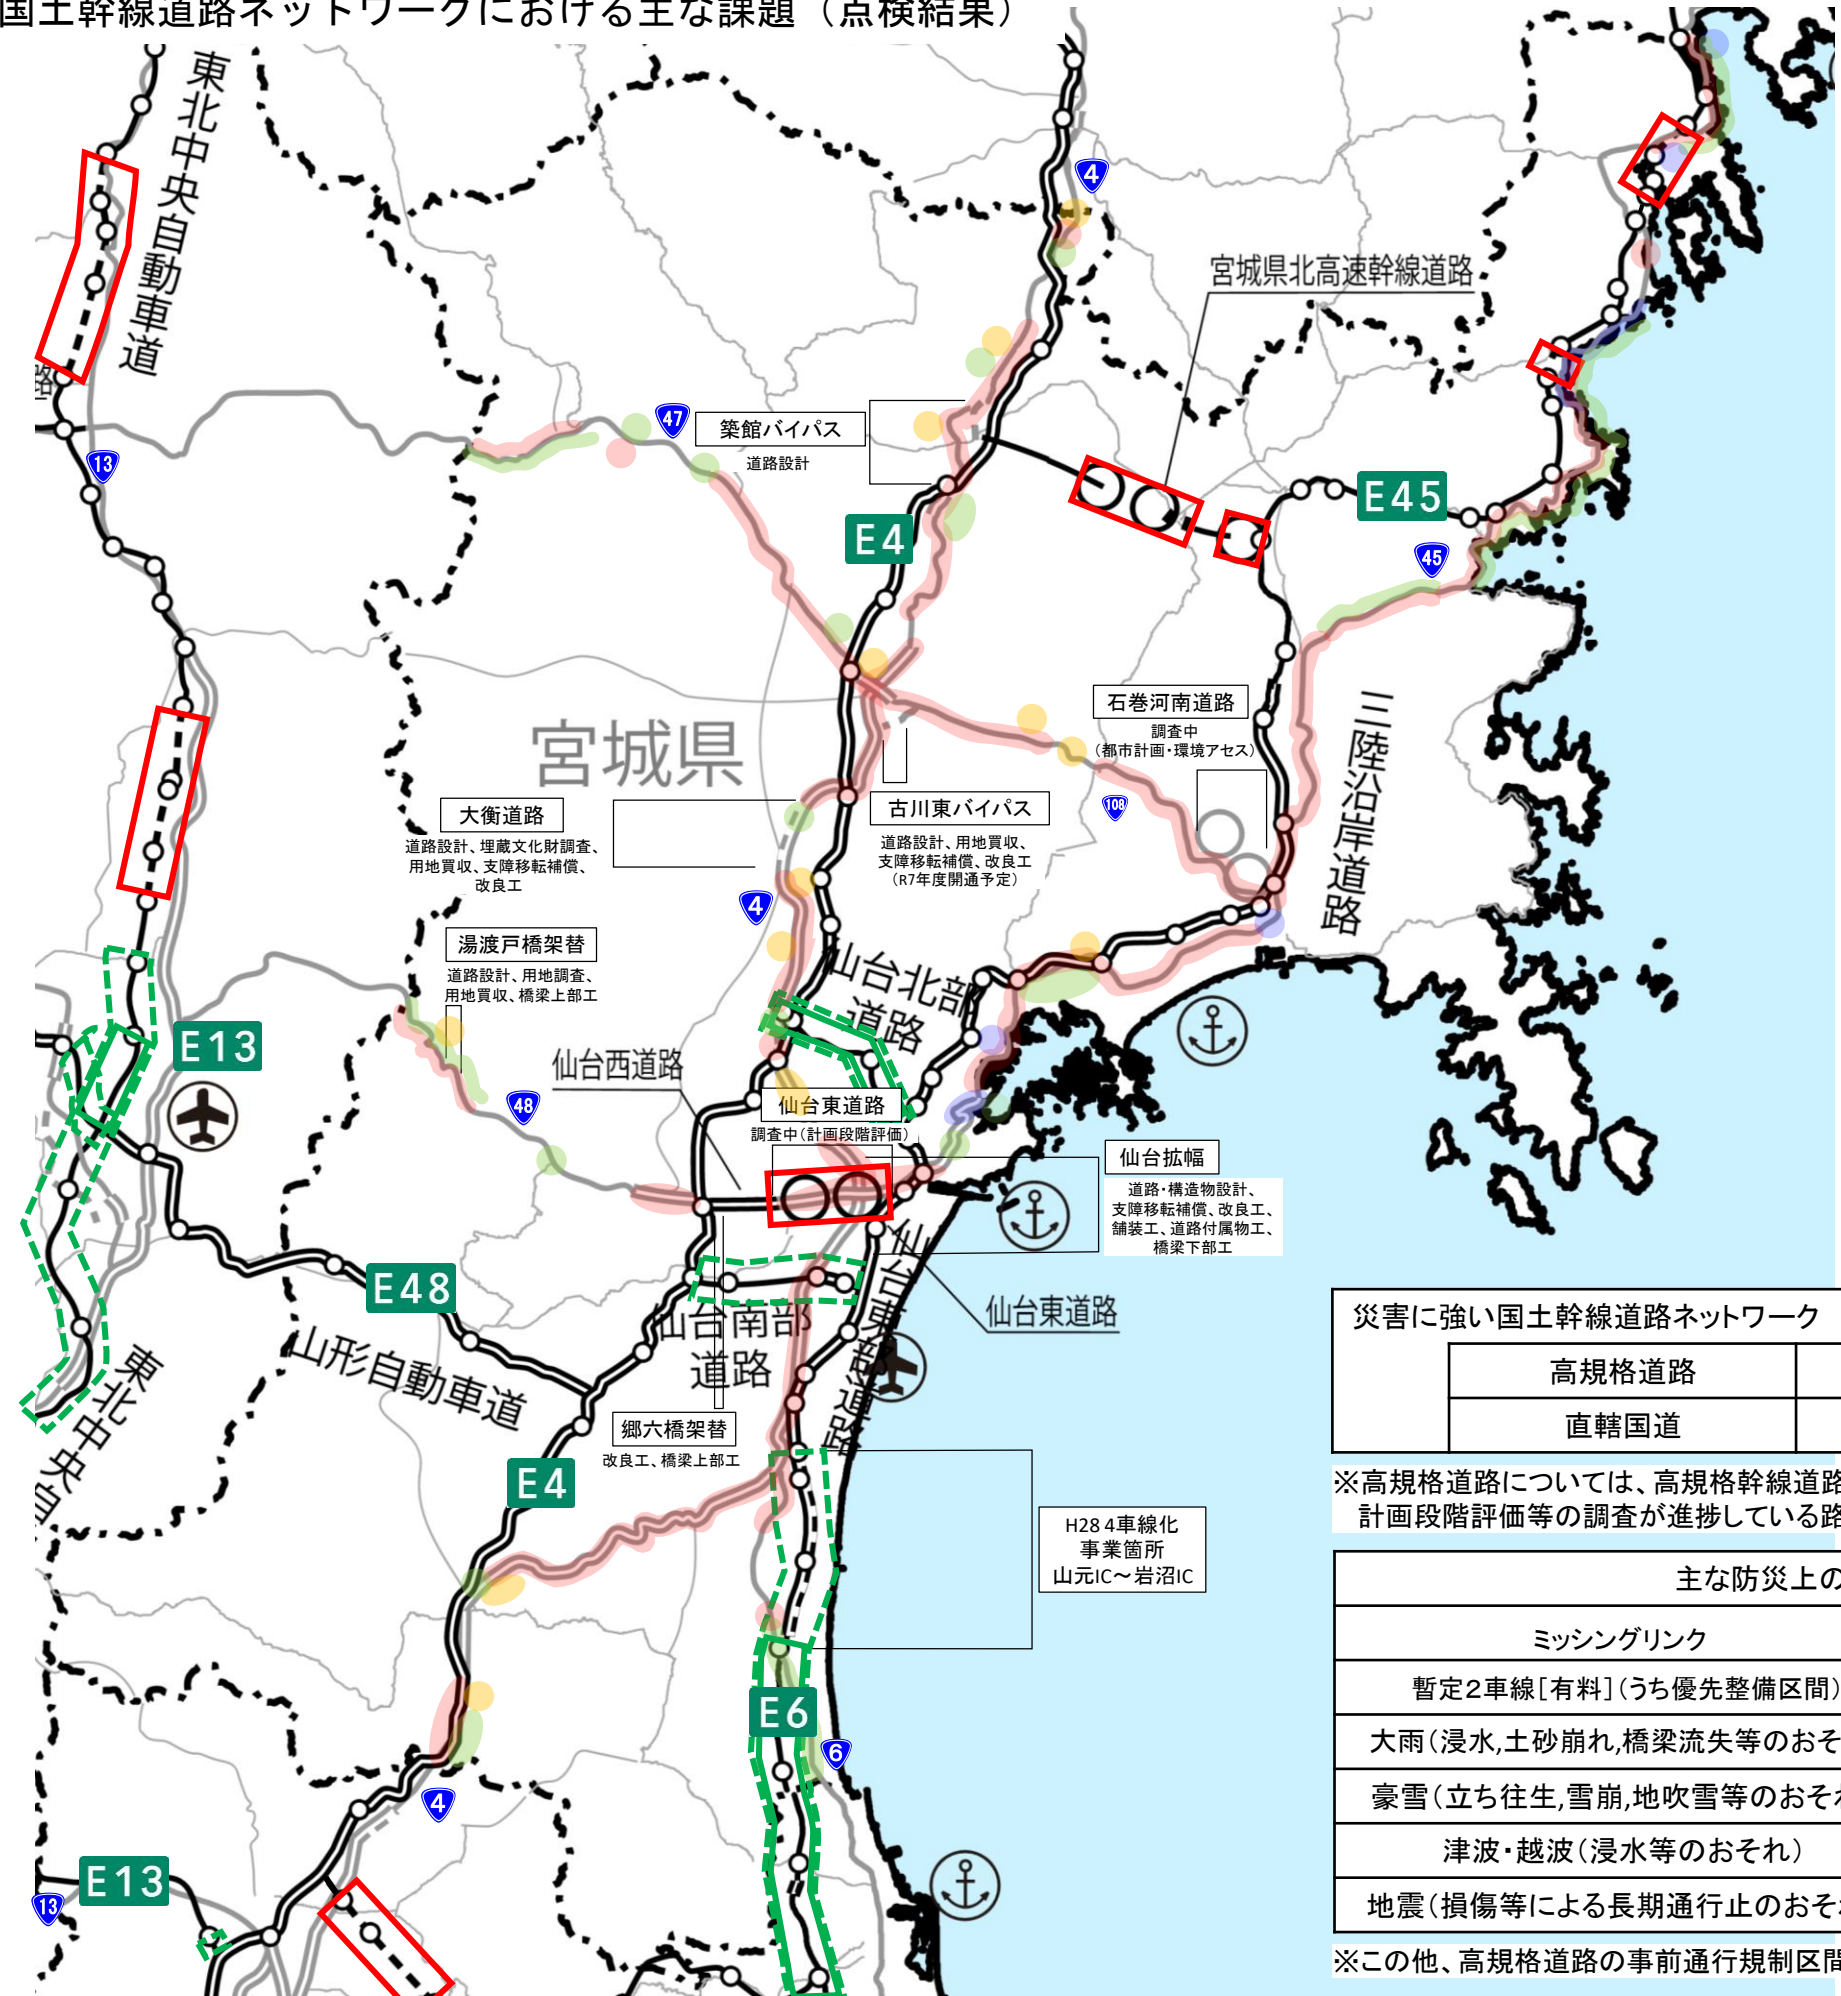 国土幹線道路ネットワークにおける主な課題（点検結果）
東北中央自動車道
路
4
宮城県北高速幹線道路
47
築館バイパス
道路設計
13
E4
E45
45
宮城県
石巻河南道路
調査中
（都市計画・環境アセス）
三陸沿岸道路
108
大衡道路
道路設計、埋蔵文化財調査、
用地買収、支障移転補償、
改良工
古川東バイパス
道路設計、用地買収、
支障移転補償、改良工
（R7年度開通予定）
4
湯渡戸橋架替
道路設計、用地調査、
用地買収、橋梁上部工
仙台北部
道路
E13
仙台西道路
48
仙台東道路
調査中（計画段階評価）
仙台拡幅
道路・構造物設計、
支障移転補償、改良工、
舗装工、道路付属物工、
橋梁下部工
E48
仙台東部道路
仙台東道路
仙台南部
道路
山形自動車道
東北中央自
郷六橋架替
改良工、橋梁上部工
E4
H28 4車線化
事業箇所
山元IC～岩沼IC
E6
6
4
E13
13
災害に強い国土幹線道路ネットワーク
高規格道路
直轄国道
※高規格道路については、高規格幹線道路
計画段階評価等の調査が進捗している路
主な防災上の
ミッシングリンク
暫定2車線[有料]（うち優先整備区間）
大雨（浸水,土砂崩れ,橋梁流失等のおそ
豪雪（立ち往生,雪崩,地吹雪等のおそ
津波・越波（浸水等のおそれ）
地震（損傷等による長期通行止のおそ
※この他、高規格道路の事前通行規制区間